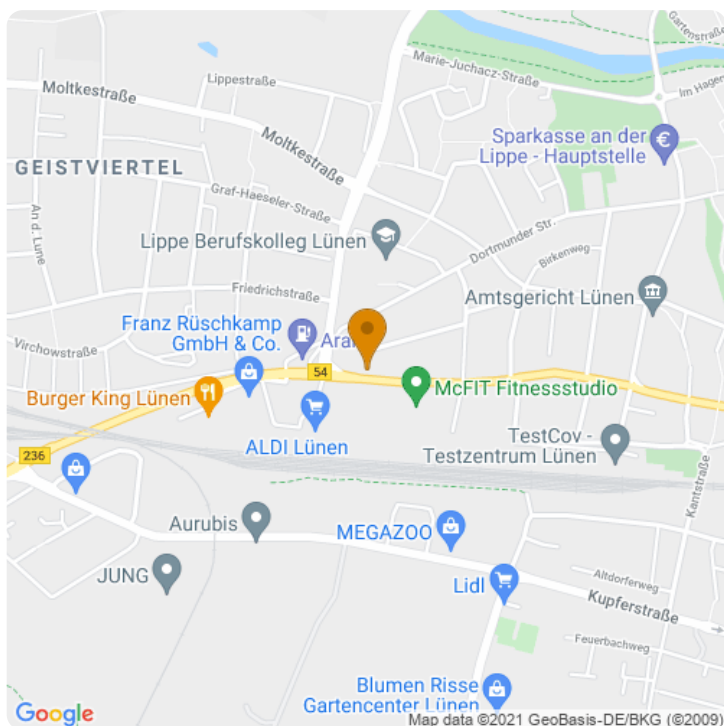 Gartenstraße
Marie-Juchacz-Straße
Lippestraße
Moltkestraße
Im Hagen
Moltkestraße
Sparkasse an der
Lippe - Hauptstelle
€
GEISTVIERTEL
Graf-Haeseler-Straße
An d. Lune
Lippe Berufskolleg Lünen
Dortmunder Str.
Birkenweg
Friedrichstraße
Amtsgericht Lünen
Franz Rüschkamp
GmbH & Co.
Aral
Virchowstraße
54
Burger King Lünen
McFIT Fitnessstudio
ALDI Lünen
TestCov -
Testzentrum Lünen
236
Kantstraße
Aurubis
MEGAZOO
JUNG
Lidl
Altdorferweg
Kupferstraße
Feuerbachweg
Blumen Risse
Gartencenter Lünen
Google
Map data ©2021 GeoBasis-DE/BKG (©2009)